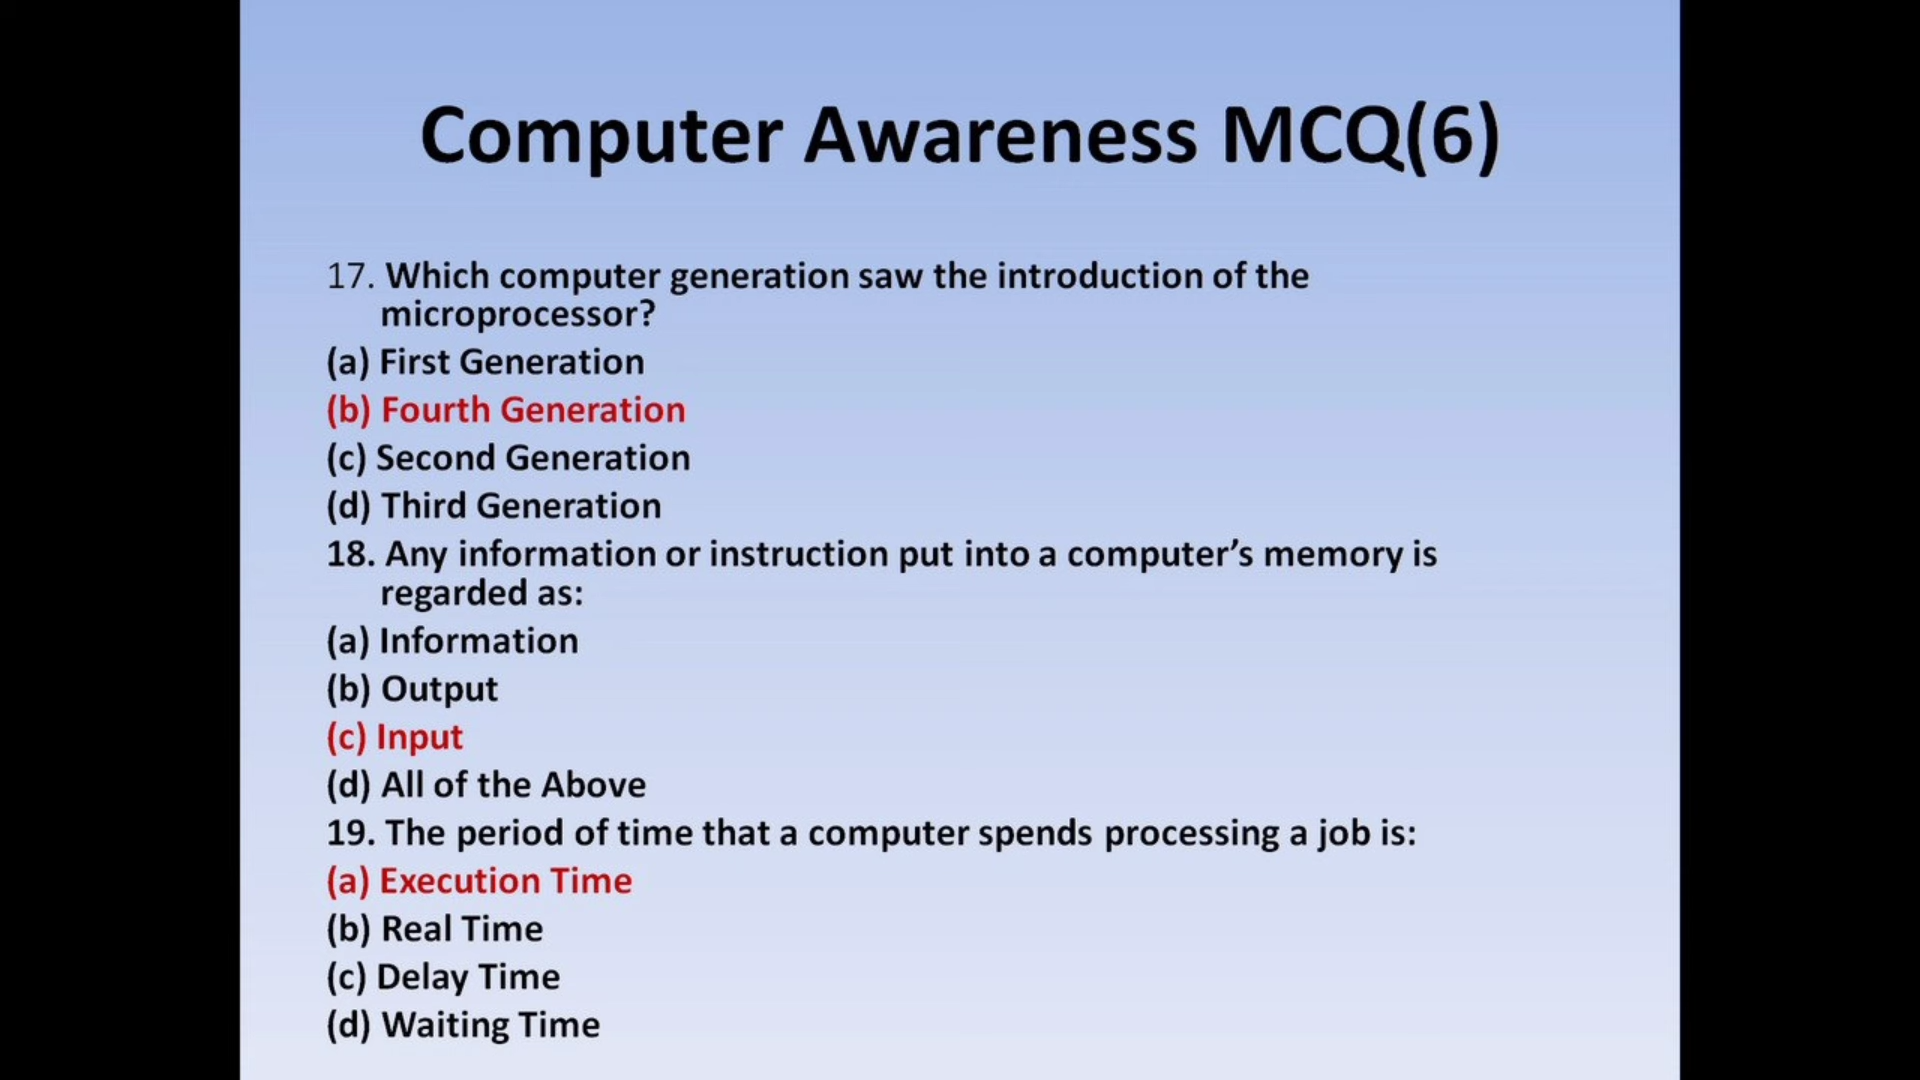 Computer Awareness MCQ(6)
17. Which computer generation saw the introduction of the
microprocessor?
(a) First Generation
(b) Fourth Generation
(c) Second Generation
(d) Third Generation
18. Any information or instruction put into a computer’s memory is
regarded as:
(a) Information
(b) Output
(c) Input
(d) All of the Above
19. The period of time that a computer spends processing a job is:
(a) Execution Time
(b) Real Time
(c) Delay Time
(d) Waiting Time